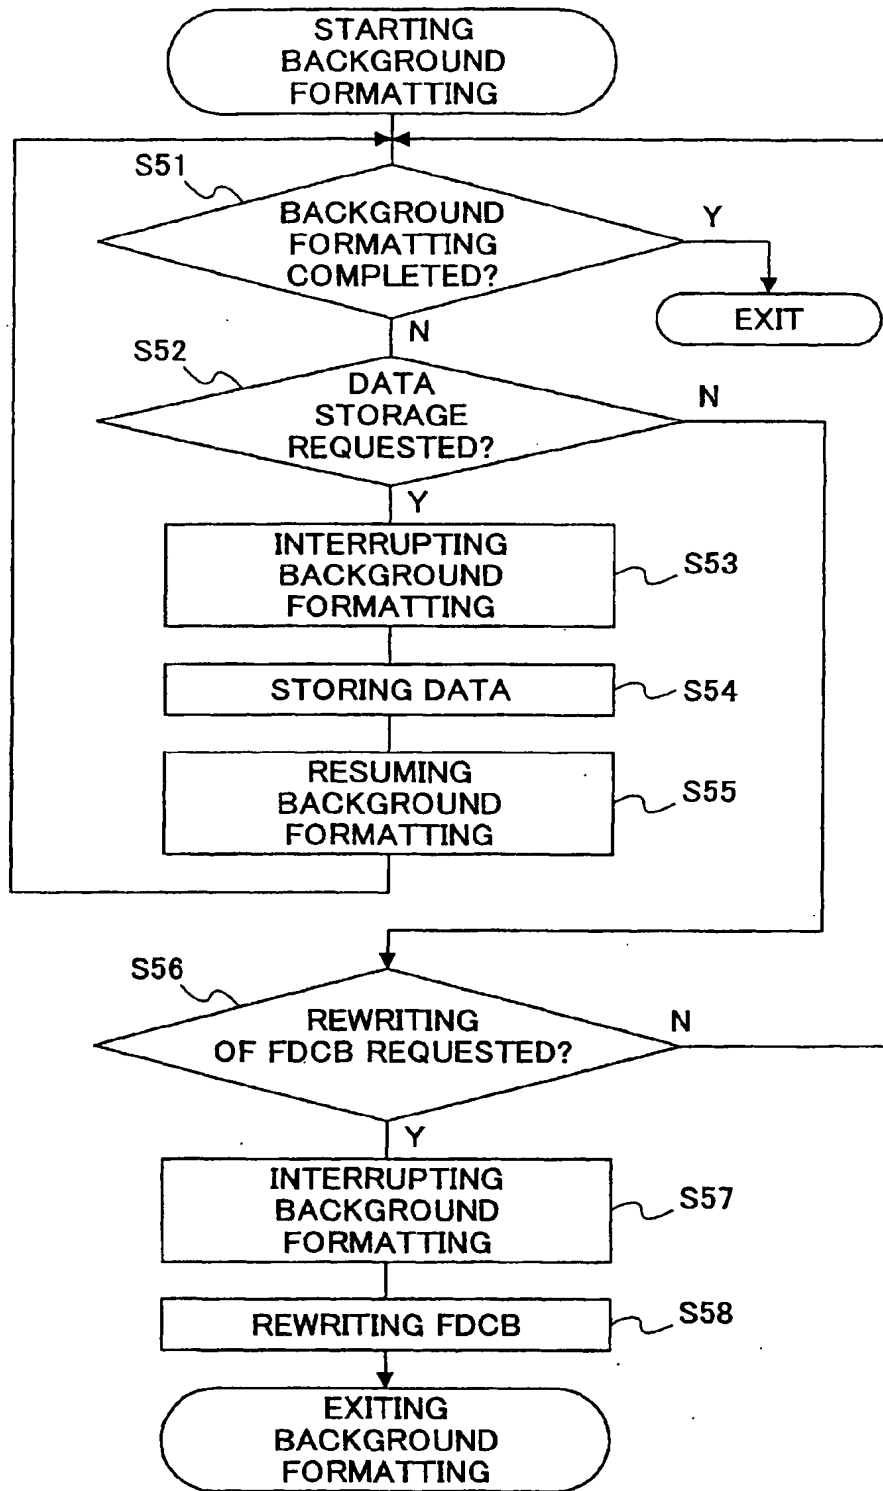 STARTING
BACKGROUND
FORMATTING
S51
BACKGROUND
FORMATTING
COMPLETED?
Y
EXIT
N
S52
DATA
STORAGE
REQUESTED?
N
Y
INTERRUPTING
BACKGROUND
FORMATTING
S53
STORING DATA
S54
RESUMING
BACKGROUND
FORMATTING
S55
S56
REWRITING
OF FDCB REQUESTED?
N
Y
INTERRUPTING
BACKGROUND
FORMATTING
S57
REWRITING FDCB
S58
EXITING
BACKGROUND
FORMATTING